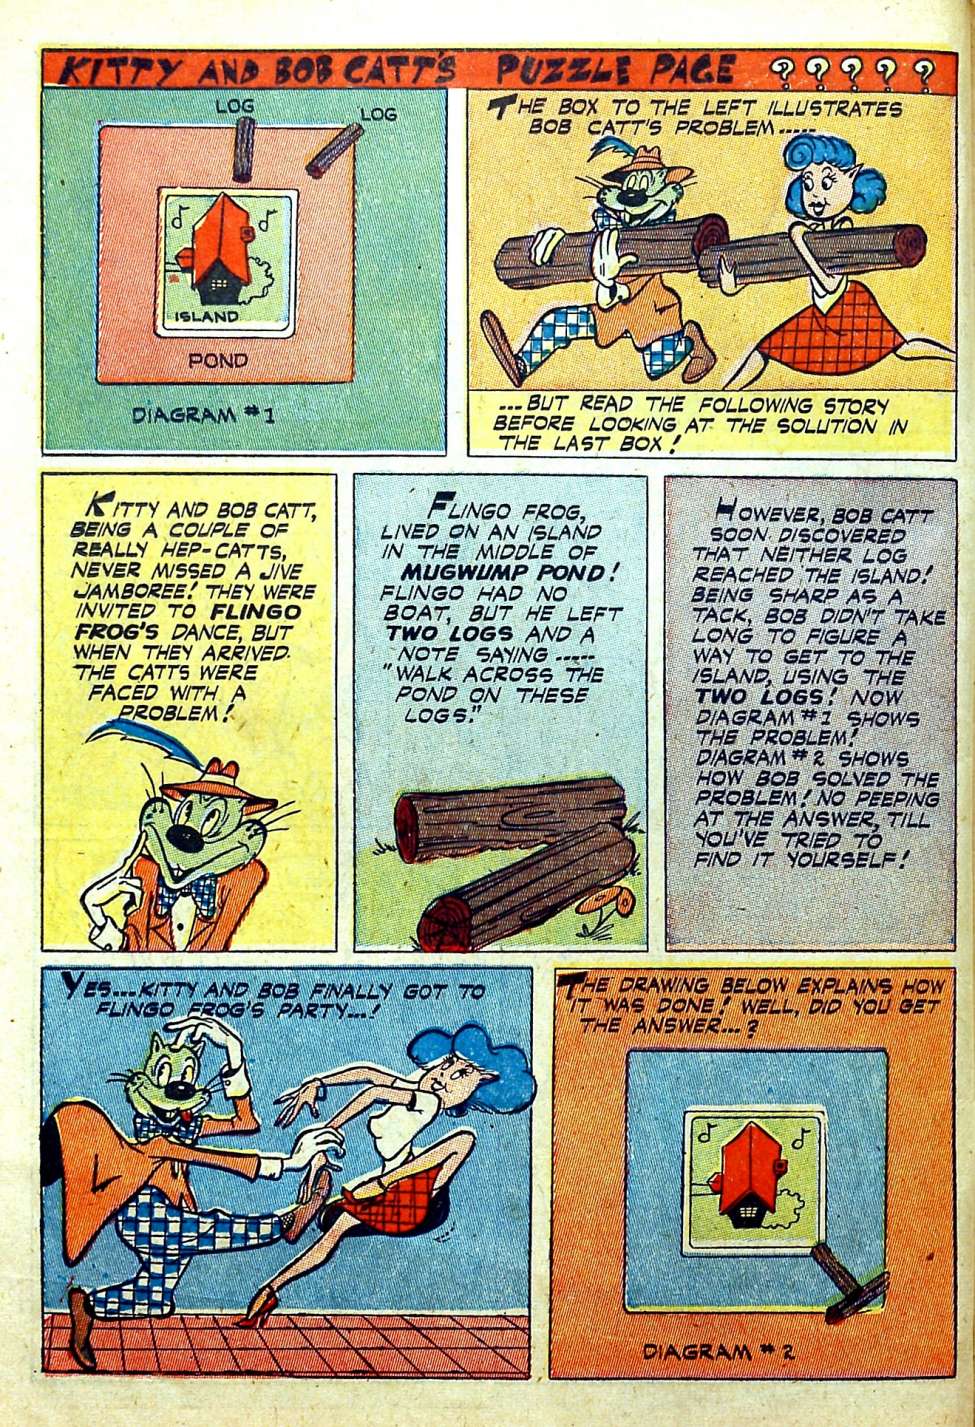 KITTY AND BOB CATT'S PUZZLE PAGE ? ? ? ? ?
LOG
LOG
ISLAND
POND
DIAGRAM #1
THE BOX TO THE LEFT ILLUSTRATES
BOB CATT'S PROBLEM.....
...BUT READ THE FOLLOWING STORY
BEFORE LOOKING AT THE SOLUTION IN
THE LAST BOX!
KITTY AND BOB CATT,
BEING A COUPLE OF
REALLY HEP-CATTS,
NEVER MISSED A JIVE
JAMBOREE! THEY WERE
INVITED TO FLINGO
FROG'S DANCE, BUT
WHEN THEY ARRIVED
THE CATTS WERE
FACED WITH A
PROBLEM!
FLINGO FROG,
LIVED ON AN ISLAND
IN THE MIDDLE OF
MUGWUMP POND!
FLINGO HAD NO
BOAT, BUT HE LEFT
TWO LOGS AND A
NOTE SAYING.....
"WALK ACROSS THE
POND ON THESE
LOGS."
HOWEVER, BOB CATT
SOON DISCOVERED
THAT NEITHER LOG
REACHED THE ISLAND!
BEING SHARP AS A
TACK, BOB DIDN'T TAKE
LONG TO FIGURE A
WAY TO GET TO THE
ISLAND, USING THE
TWO LOGS! NOW
DIAGRAM #1 SHOWS
THE PROBLEM!
DIAGRAM #2 SHOWS
HOW BOB SOLVED THE
PROBLEM! NO PEEPING
AT THE ANSWER, TILL
YOU'VE TRIED TO
FIND IT YOURSELF!
YES...KITTY AND BOB FINALLY GOT TO
FLINGO FROG'S PARTY...!
THE DRAWING BELOW EXPLAINS HOW
IT WAS DONE! WELL, DID YOU GET
THE ANSWER...?
DIAGRAM #2